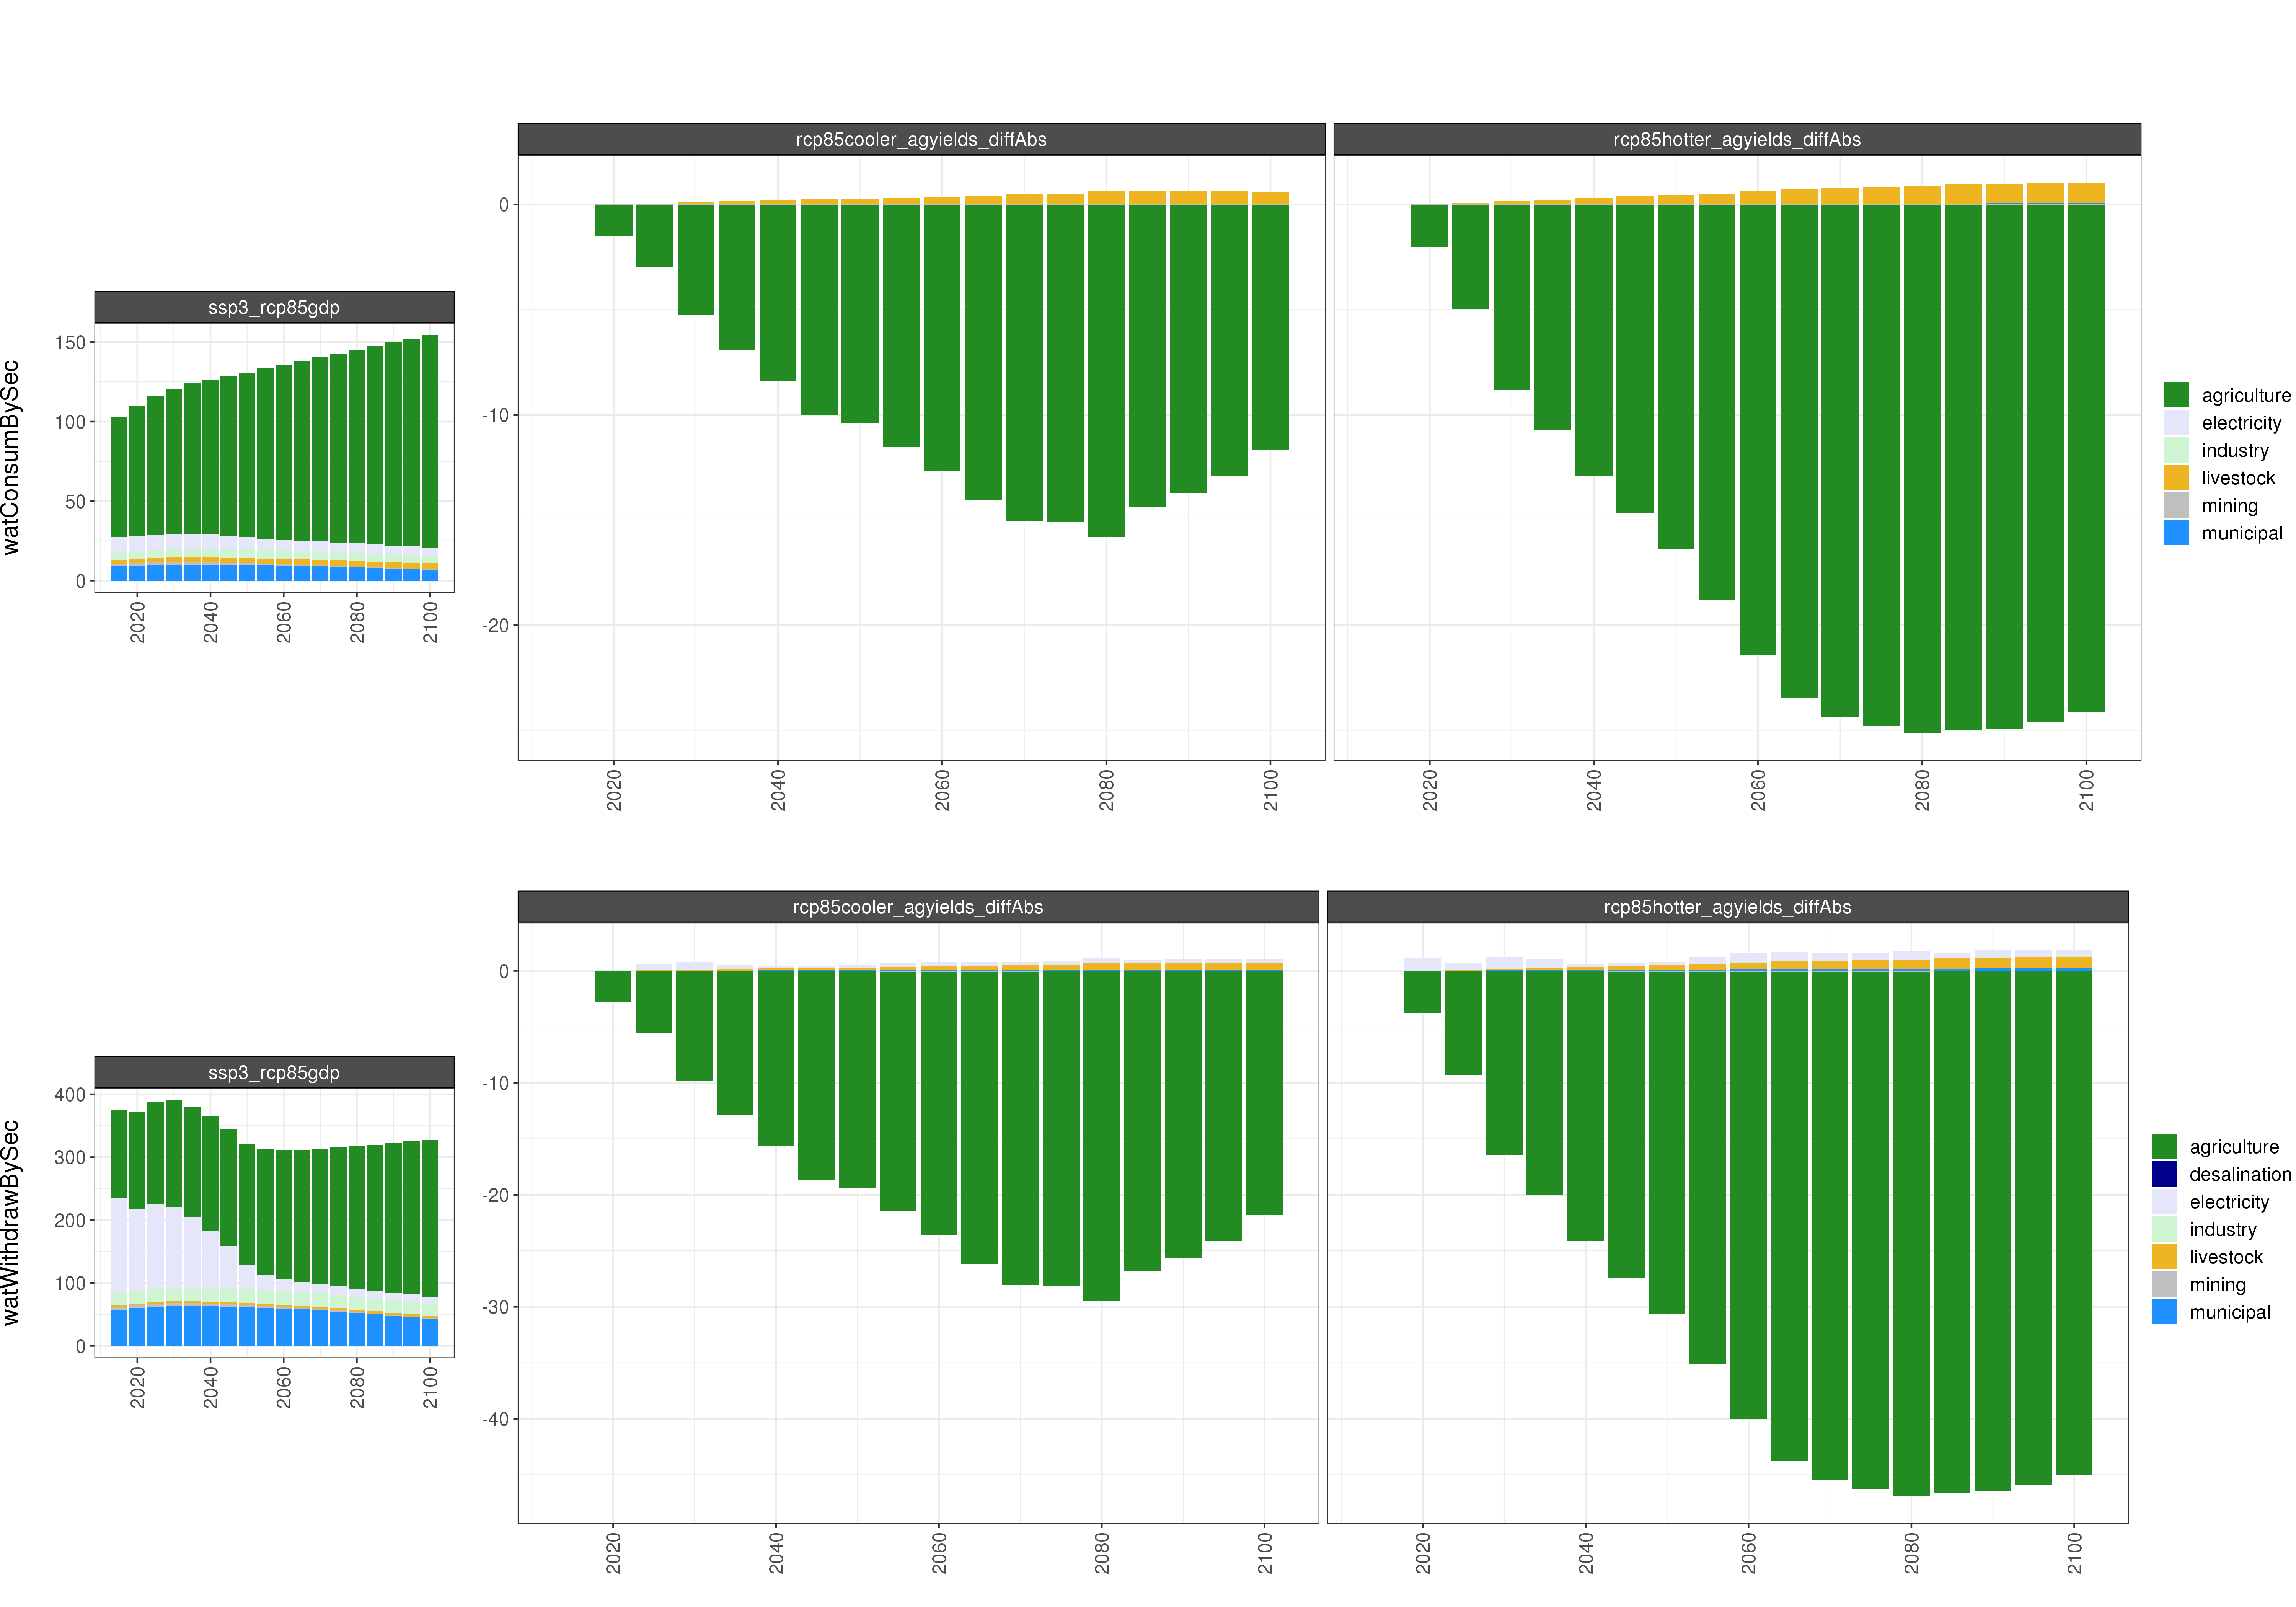 rcp85cooler_agyields_diffAbs
rcp85hotter_agyields_diffAbs
0
-10
-20
2020 2040 2060 2080 2100
2020 2040 2060 2080 2100
watConsumBySec
ssp3_rcp85gdp
150
100
50
0
2020 2040 2060 2080 2100
agriculture
electricity
industry
livestock
mining
municipal
rcp85cooler_agyields_diffAbs
rcp85hotter_agyields_diffAbs
0
-10
-20
-30
-40
2020 2040 2060 2080 2100
2020 2040 2060 2080 2100
watWithdrawBySec
ssp3_rcp85gdp
400
300
200
100
0
2020 2040 2060 2080 2100
agriculture
desalination
electricity
industry
livestock
mining
municipal